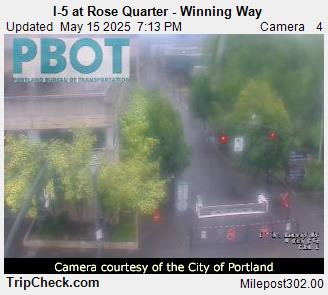 I-5 at Rose Quarter - Winning Way
Updated May 15 2025 7:13 PM Camera 4
PBOT
PORTLAND BUREAU OF TRANSPORTATION
Camera courtesy of the City of Portland
TripCheck.com Milepost302.00